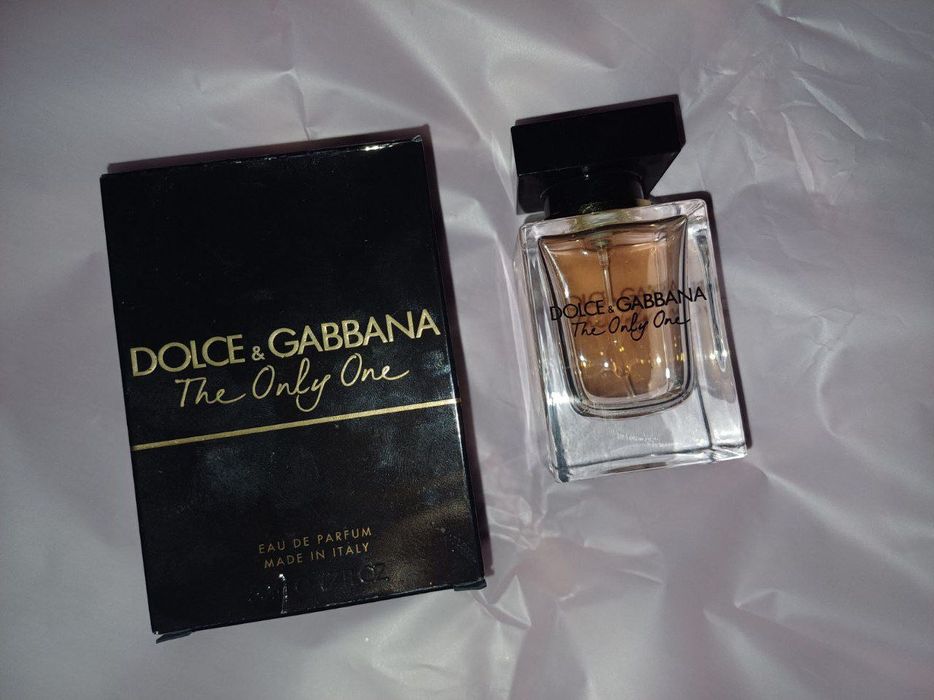 DOLCE & GABBANA
The Only One
EAU DE PARFUM
MADE IN ITALY
DOLCE & GABBANA
The Only One